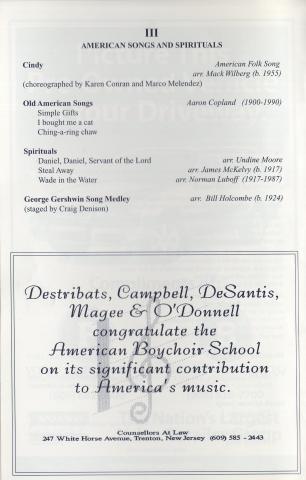 III
AMERICAN SONGS AND SPIRITUALS
Cindy American Folk Song
arr. Mack Wilberg (b. 1955)
(choreographed by Karen Conran and Marco Melendez)
Old American Songs Aaron Copland (1900-1990)
Simple Gifts
I bought me a cat
Ching-a-ring chaw
Spirituals
Daniel, Daniel, Servant of the Lord arr. Undine Moore
Steal Away arr. James McKelvy (b. 1917)
Wade in the Water arr. Norman Luboff (1917-1987)
George Gershwin Song Medley arr. Bill Holcombe (b. 1924)
(staged by Craig Denison)
Destribats, Campbell, DeSantis,
Magee & O'Donnell
congratulate the
American Boychoir School
on its significant contribution
to America's music.
Counsellors At Law
247 White Horse Avenue, Trenton, New Jersey (609) 585 - 2443